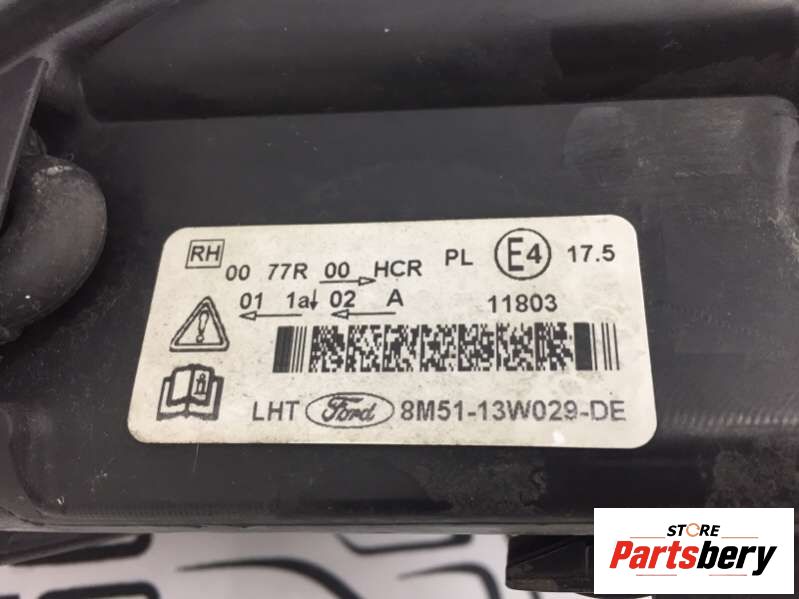 RH
00 77R 00 HCR PL E4 17.5
01 1a 02 A 11803
LHT Ford 8M51-13W029-DE
STORE
Partsbery